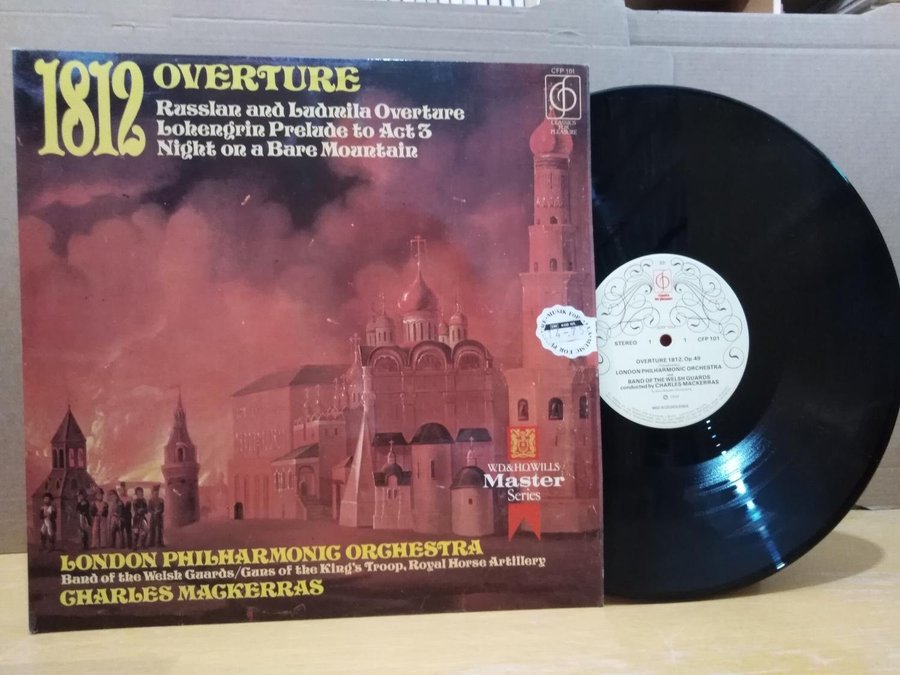 1812 OVERTURE
Russlan and Ludmila Overture
Lohengrin Prelude to Act 3
Night on a Bare Mountain
CFP 101
CLASSICS
FOR
PLEASURE
W.D.& H.O.WILLS
Master
Series
LONDON PHILHARMONIC ORCHESTRA
Band of the Welsh Guards/Guns of the King's Troop, Royal Horse Artillery
CHARLES MACKERRAS
STEREO 1 1 CFP 101
OVERTURE 1812, Op.49
LONDON PHILHARMONIC ORCHESTRA
BAND OF THE WELSH GUARDS
conducted by CHARLES MACKERRAS